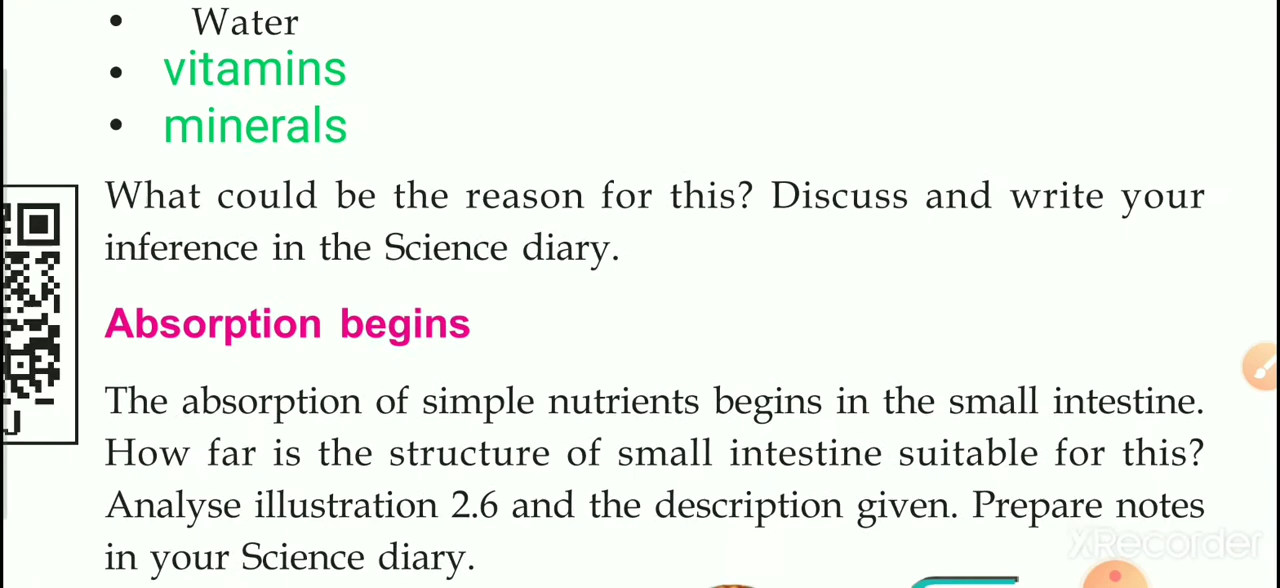 • Water
• vitamins
• minerals
What could be the reason for this? Discuss and write your
inference in the Science diary.
Absorption begins
The absorption of simple nutrients begins in the small intestine.
How far is the structure of small intestine suitable for this?
Analyse illustration 2.6 and the description given. Prepare notes
in your Science diary.
XRecorder